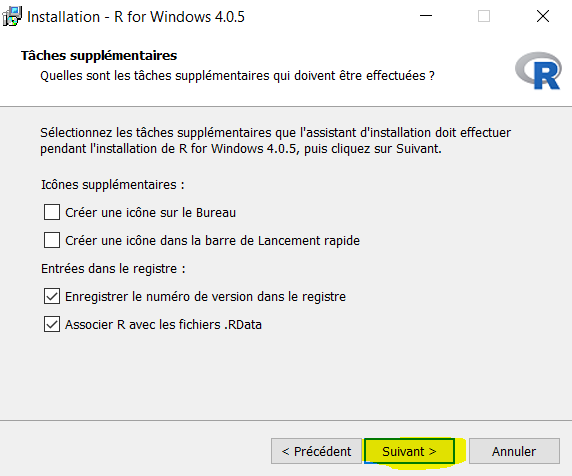 Installation - R for Windows 4.0.5
Tâches supplémentaires
Quelles sont les tâches supplémentaires qui doivent être effectuées ?
R
Sélectionnez les tâches supplémentaires que l'assistant d'installation doit effectuer
pendant l'installation de R for Windows 4.0.5, puis cliquez sur Suivant.
Icônes supplémentaires :
Créer une icône sur le Bureau
Créer une icône dans la barre de Lancement rapide
Entrées dans le registre :
Enregistrer le numéro de version dans le registre
Associer R avec les fichiers .RData
< Précédent
Suivant >
Annuler